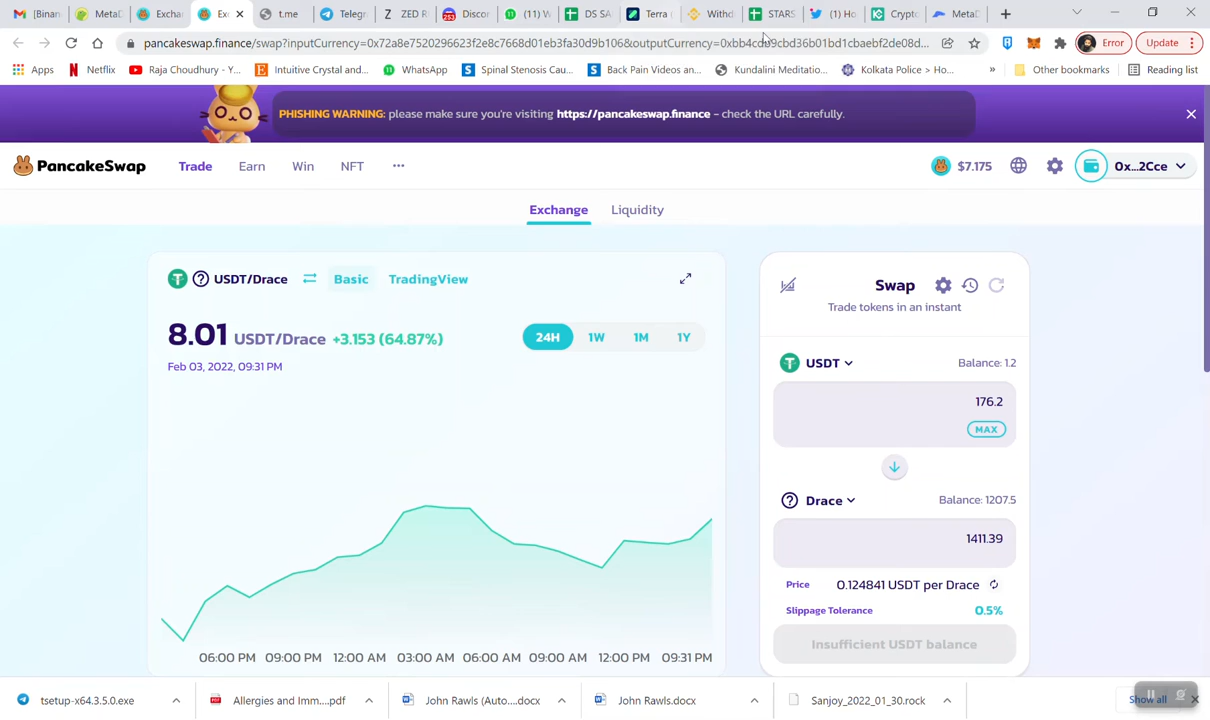 [Binan
MetaD
Exchan
Exc
t.me
Telegr
ZED R
Discor
(11) W
DS SA
Terra
Withd
STARS
(1) Ho
Crypto
MetaD
pancakeswap.finance/swap?inputCurrency=
Error
Update
Apps
Netflix
Raja Choudhury - Y...
Intuitive Crystal and...
WhatsApp
Spinal Stenosis Cau...
Back Pain Videos an...
Kundalini Meditatio...
Kolkata Police > Ho...
»
Other bookmarks
Reading list
PHISHING WARNING: please make sure you're visiting https://pancakeswap.finance - check the URL carefully.
PancakeSwap
Trade
Earn
Win
NFT
$7.175
0x...2Cce
Exchange
Liquidity
USDT/Drace
Basic
TradingView
8.01 USDT/Drace +3.153 (64.87%)
24H
1W
1M
1Y
Feb 03, 2022, 09:31 PM
06:00 PM 09:00 PM 12:00 AM 03:00 AM 06:00 AM 09:00 AM 12:00 PM 09:31 PM
Swap
Trade tokens in an instant
USDT
Balance: 1.2
176.2
MAX
Drace
Balance: 1207.5
1411.39
Price
0.124841 USDT per Drace
Slippage Tolerance
0.5%
Insufficient USDT balance
tsetup-x64.3.5.0.exe
Allergies and Imm....pdf
John Rawls (Auto....docx
John Rawls.docx
Sanjoy_2022_01_30.rock
Show all